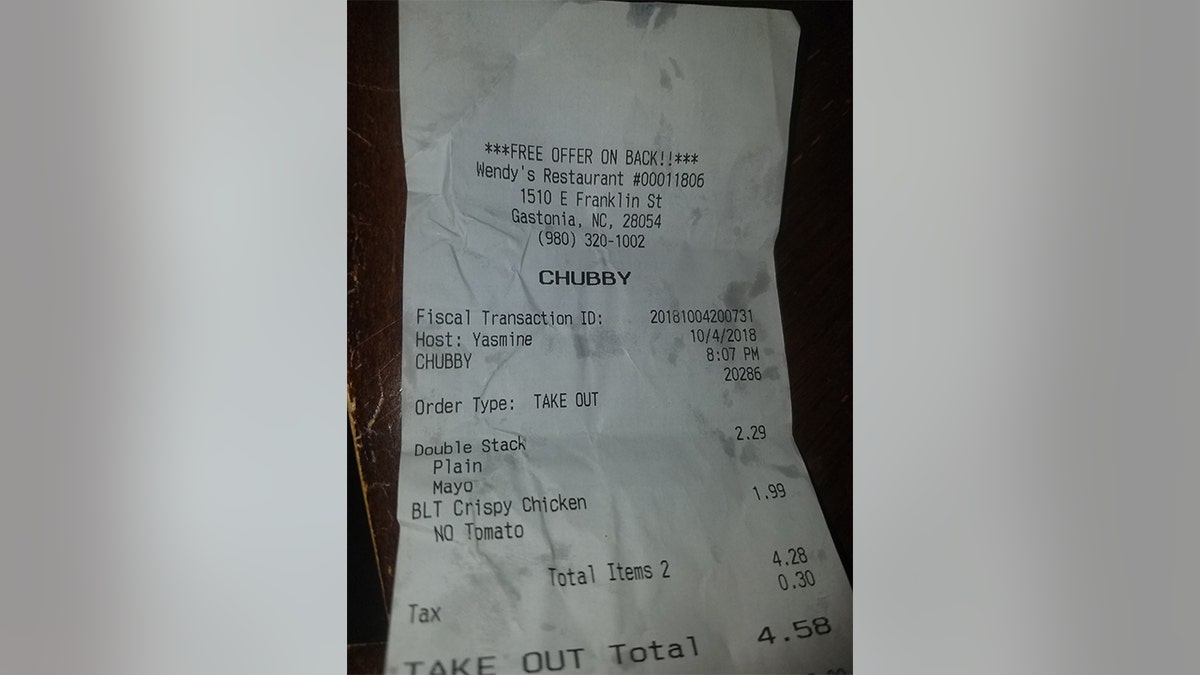 ***FREE OFFER ON BACK!!***
Wendy's Restaurant #00011806
1510 E Franklin St
Gastonia, NC, 28054
(980) 320-1002
CHUBBY
Fiscal Transaction ID: 20181004200731
Host: Yasmine 10/4/2018
CHUBBY 8:07 PM
20286
Order Type: TAKE OUT
Double Stack 2.29
Plain
Mayo
BLT Crispy Chicken 1.99
NO Tomato
Total Items 2 4.28
Tax 0.30
TAKE OUT Total 4.58